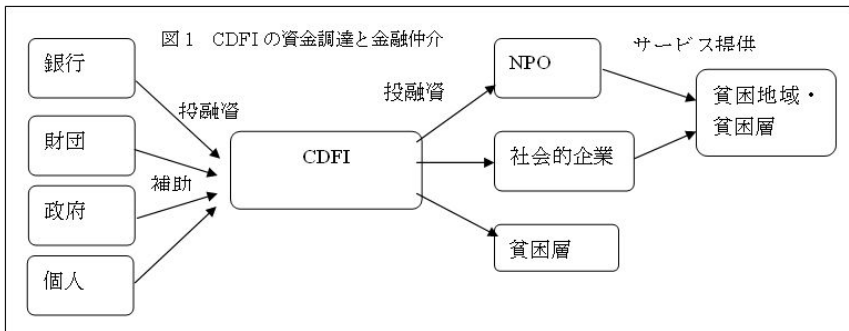 図1 CDFIの資金調達と金融仲介
銀行
財団
政府
個人
投融資
補助
CDFI
投融資
NPO
社会的企業
貧困層
サービス提供
貧困地域・
貧困層